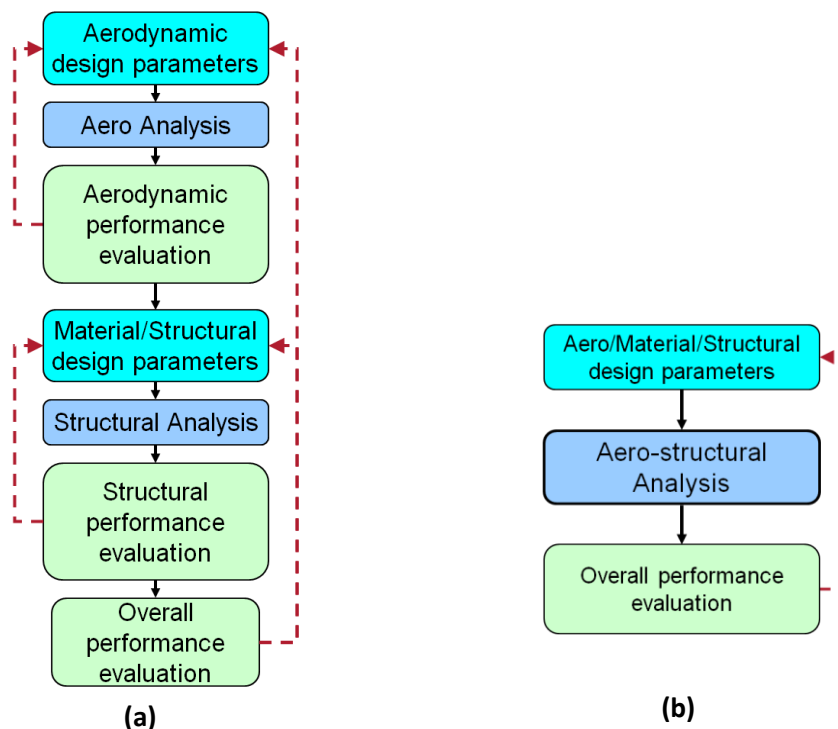 Aerodynamic
design parameters
Aero Analysis
Aerodynamic
performance
evaluation
Material/Structural
design parameters
Structural Analysis
Structural
performance
evaluation
Overall
performance
evaluation
(a)
Aero/Material/Structural
design parameters
Aero-structural
Analysis
Overall performance
evaluation
(b)